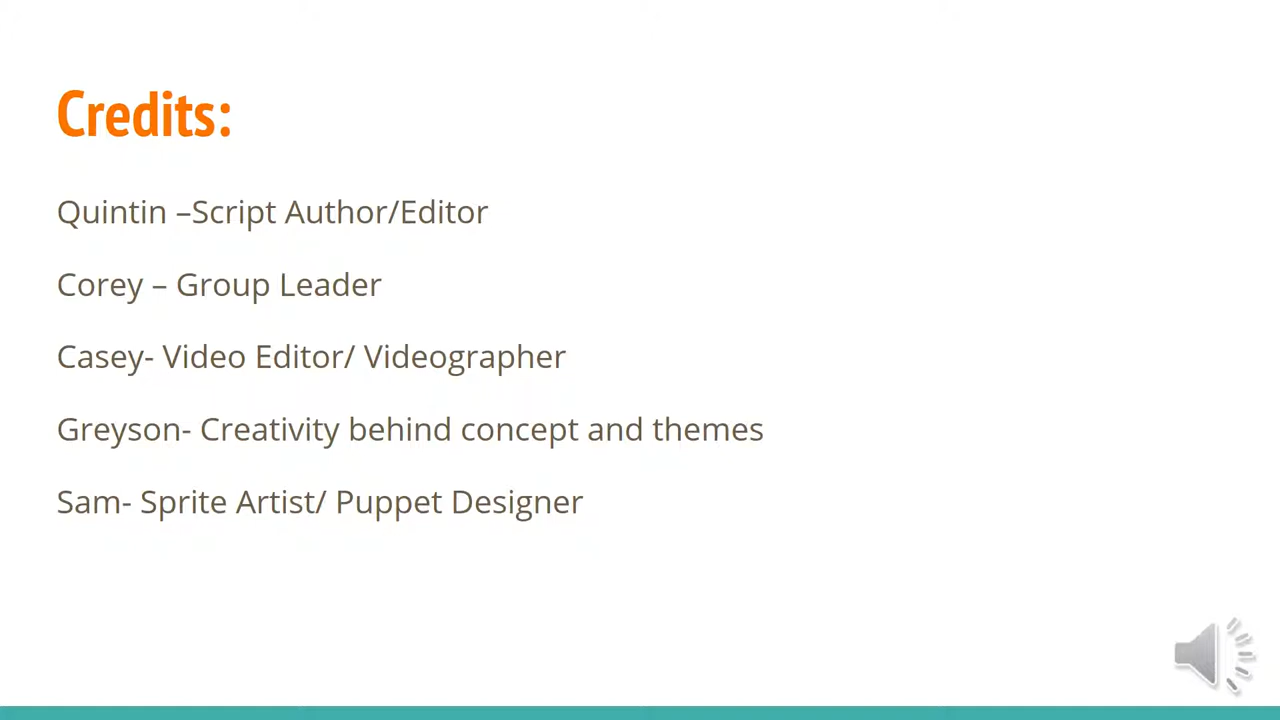 Credits:
Quintin –Script Author/Editor
Corey – Group Leader
Casey- Video Editor/ Videographer
Greyson- Creativity behind concept and themes
Sam- Sprite Artist/ Puppet Designer